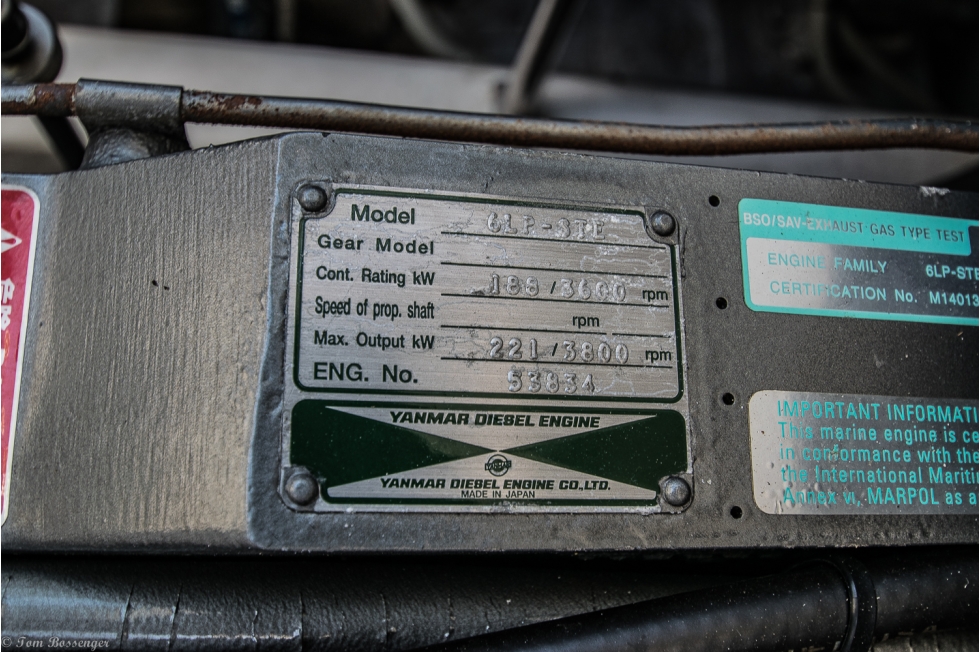 Model 6LP-STE
Gear Model
Cont. Rating kW 188 / 3600 rpm
Speed of prop. shaft rpm
Max. Output kW 221 / 3800 rpm
ENG. No. 53834
YANMAR DIESEL ENGINE
YANMAR
YANMAR DIESEL ENGINE CO.,LTD.
MADE IN JAPAN
BSO/SAV-EXHAUST GAS TYPE TEST
ENGINE FAMILY 6LP-STE
CERTIFICATION No. M14013
IMPORTANT INFORMATI
This marine engine is ce
in conformance with the
the International Mariti
Annex VI, MARPOL as a
© Tom Bossenger